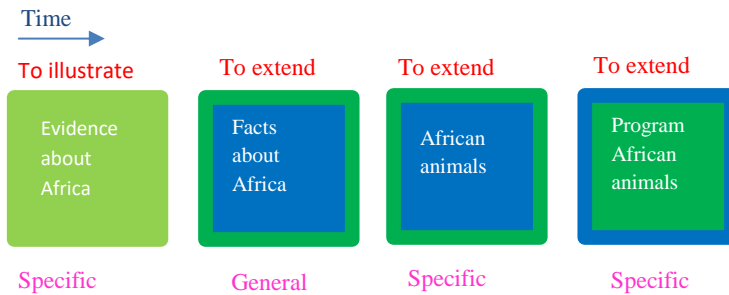 Time
To illustrate
To extend
To extend
To extend
Evidence
about
Africa
Facts
about
Africa
African
animals
Program
African
animals
Specific
General
Specific
Specific